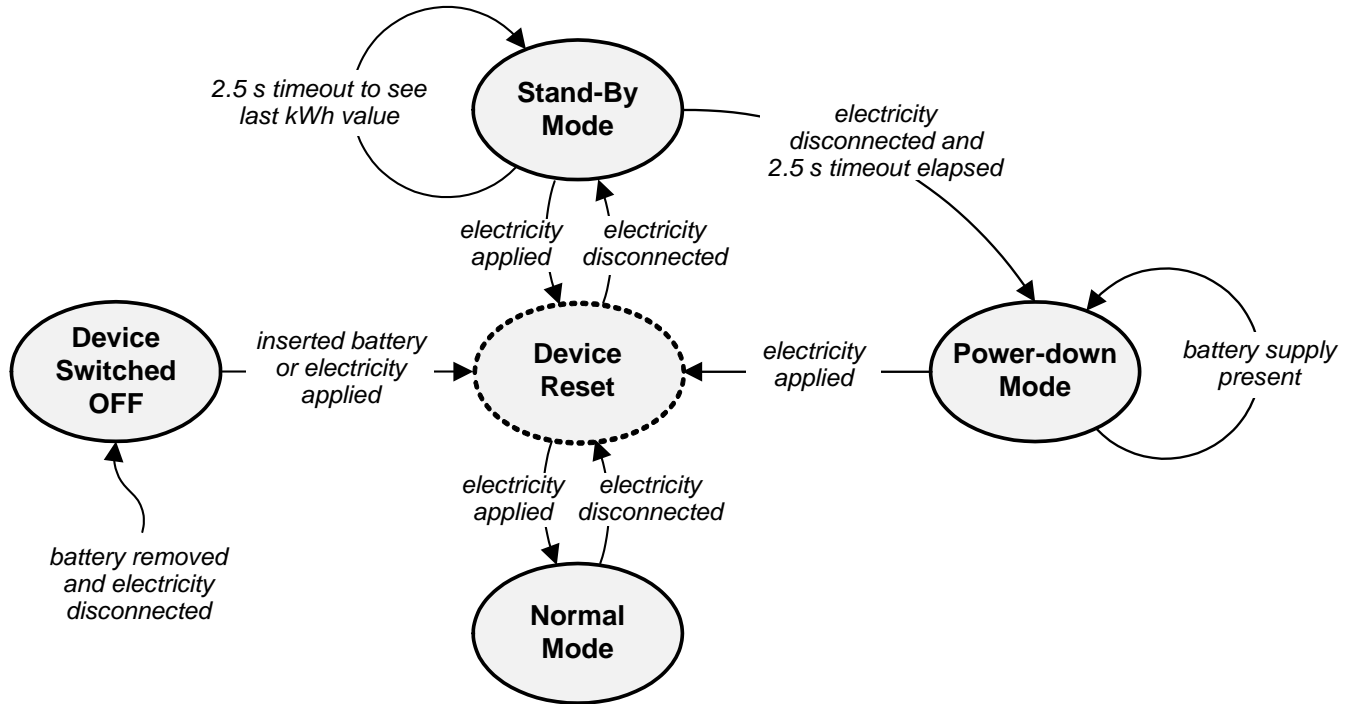 2.5 s timeout to see
last kWh value
Stand-By
Mode
electricity
disconnected and
2.5 s timeout elapsed
electricity
applied
electricity
disconnected
Device
Switched
OFF
inserted battery
or electricity
applied
Device
Reset
electricity
applied
Power-down
Mode
battery supply
present
electricity
applied
electricity
disconnected
battery removed
and electricity
disconnected
Normal
Mode